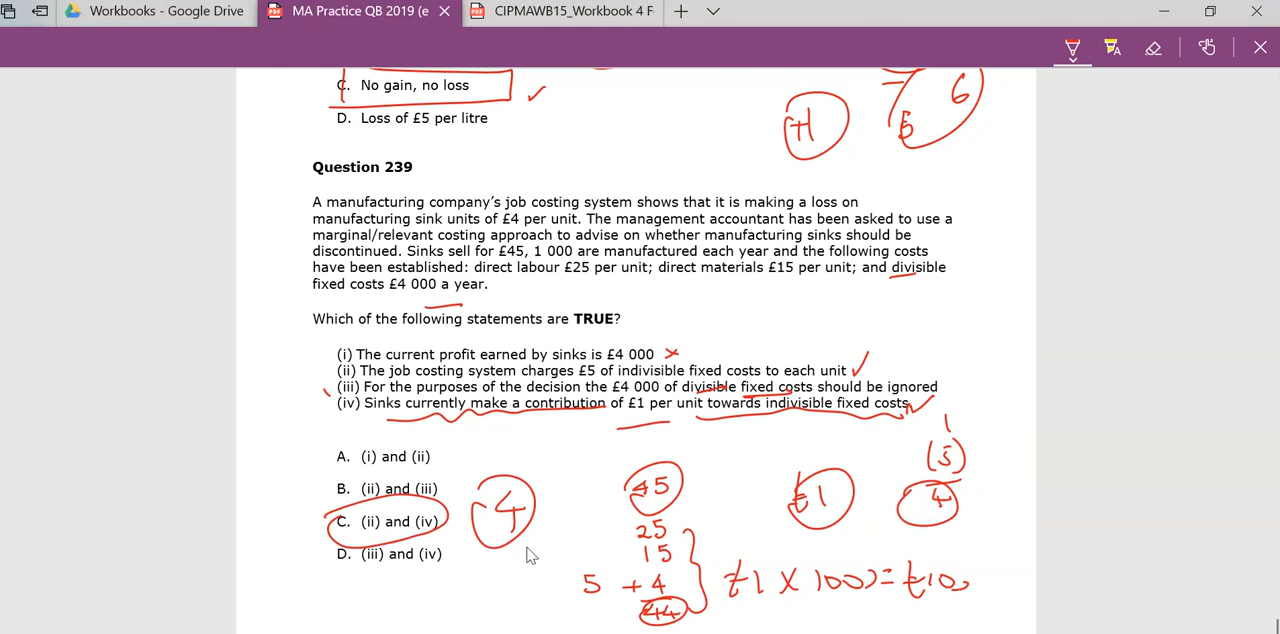 Workbooks - Google Drive
MA Practice QB 2019 (e
CIPMAWB15_Workbook 4 F
C. No gain, no loss
D. Loss of £5 per litre
+1
7 6
5
Question 239
A manufacturing company's job costing system shows that it is making a loss on
manufacturing sink units of £4 per unit. The management accountant has been asked to use a
marginal/relevant costing approach to advise on whether manufacturing sinks should be
discontinued. Sinks sell for £45, 1 000 are manufactured each year and the following costs
have been established: direct labour £25 per unit; direct materials £15 per unit; and divisible
fixed costs £4 000 a year.
Which of the following statements are TRUE?
(i) The current profit earned by sinks is £4 000
(ii) The job costing system charges £5 of indivisible fixed costs to each unit
(iii) For the purposes of the decision the £4 000 of divisible fixed costs should be ignored
(iv) Sinks currently make a contribution of £1 per unit towards indivisible fixed costs
A. (i) and (ii)
B. (ii) and (iii)
C. (ii) and (iv)
D. (iii) and (iv)
-4
45
25
15
5 + 4
44
£1
1
(5)
4
£1 X 1000 =